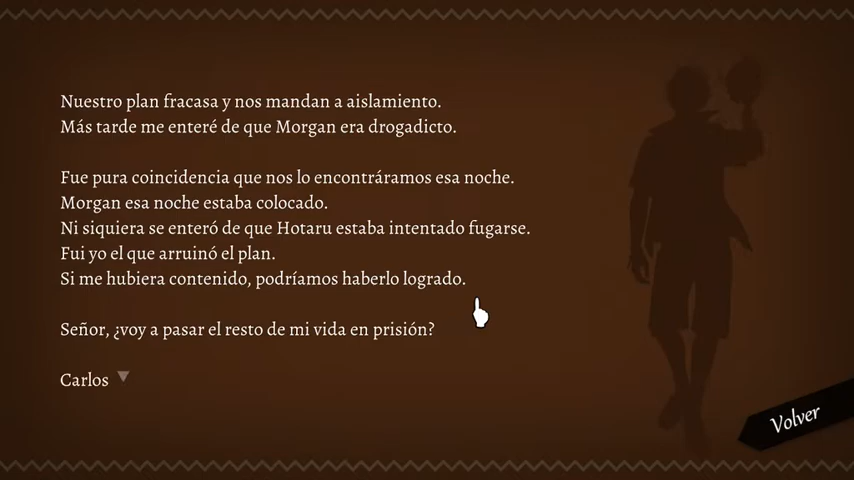 Nuestro plan fracasa y nos mandan a aislamiento.
Más tarde me enteré de que Morgan era drogadicto.
Fue pura coincidencia que nos lo encontráramos esa noche.
Morgan esa noche estaba colocado.
Ni siquiera se enteró de que Hotaru estaba intentado fugarse.
Fui yo el que arruinó el plan.
Si me hubiera contenido, podríamos haberlo logrado.
Señor, ¿voy a pasar el resto de mi vida en prisión?
Carlos
Volver